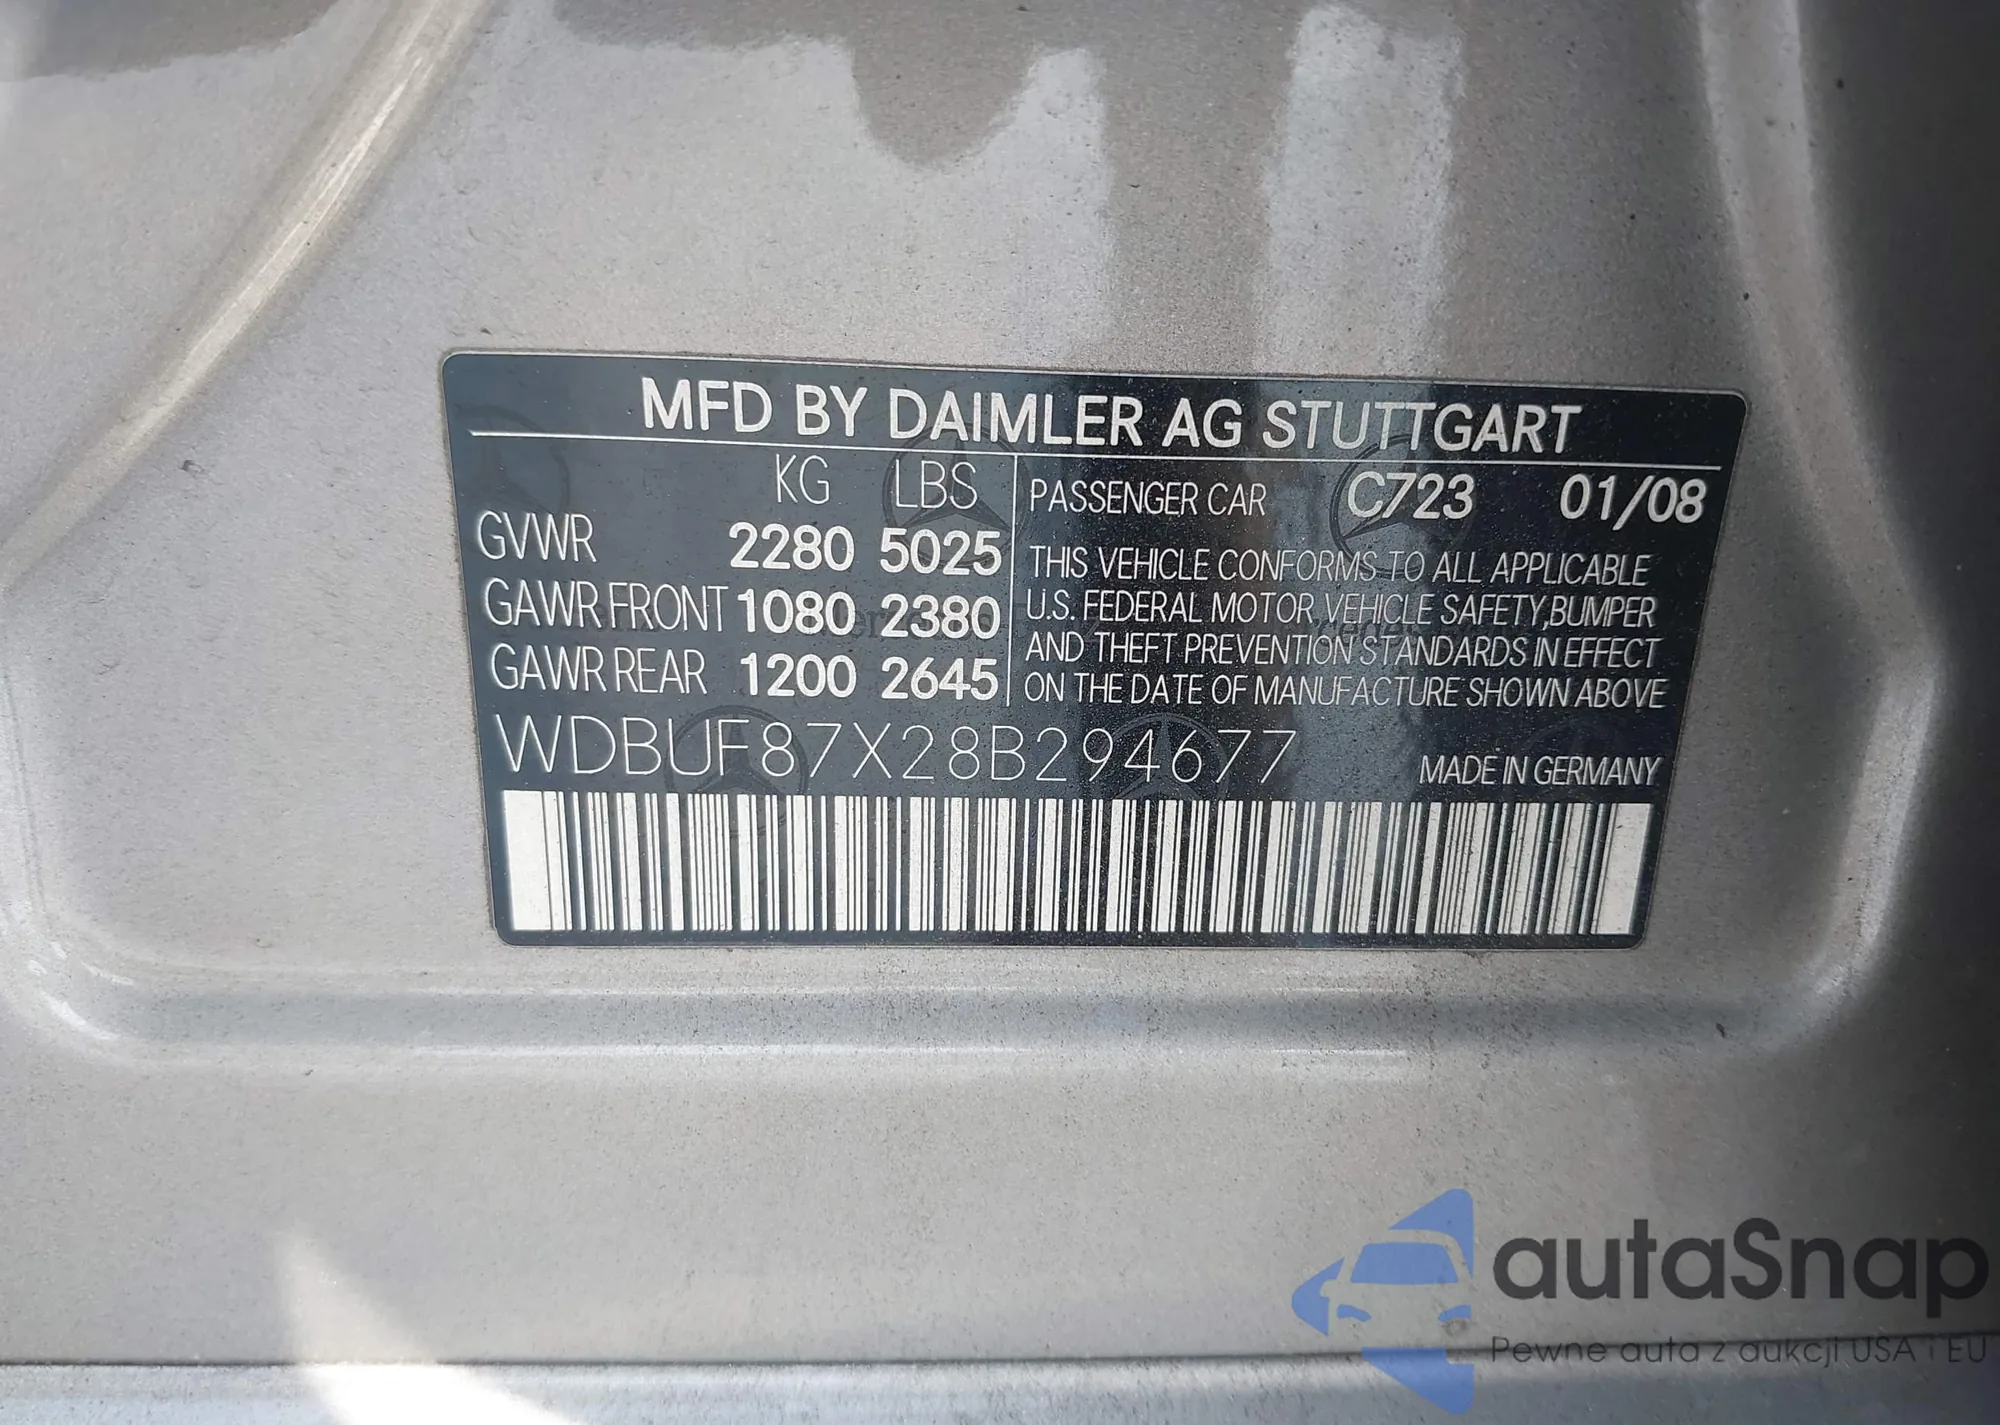 MFD BY DAIMLER AG STUTTGART
KG LBS
GVWR 2280 5025
GAWR FRONT 1080 2380
GAWR REAR 1200 2645
PASSENGER CAR C723 01/08
THIS VEHICLE CONFORMS TO ALL APPLICABLE
U.S. FEDERAL MOTOR VEHICLE SAFETY,BUMPER
AND THEFT PREVENTION STANDARDS IN EFFECT
ON THE DATE OF MANUFACTURE SHOWN ABOVE
WDBUF87X28B294677
MADE IN GERMANY
autaSnap
Pewne auta z aukcji USA i EU